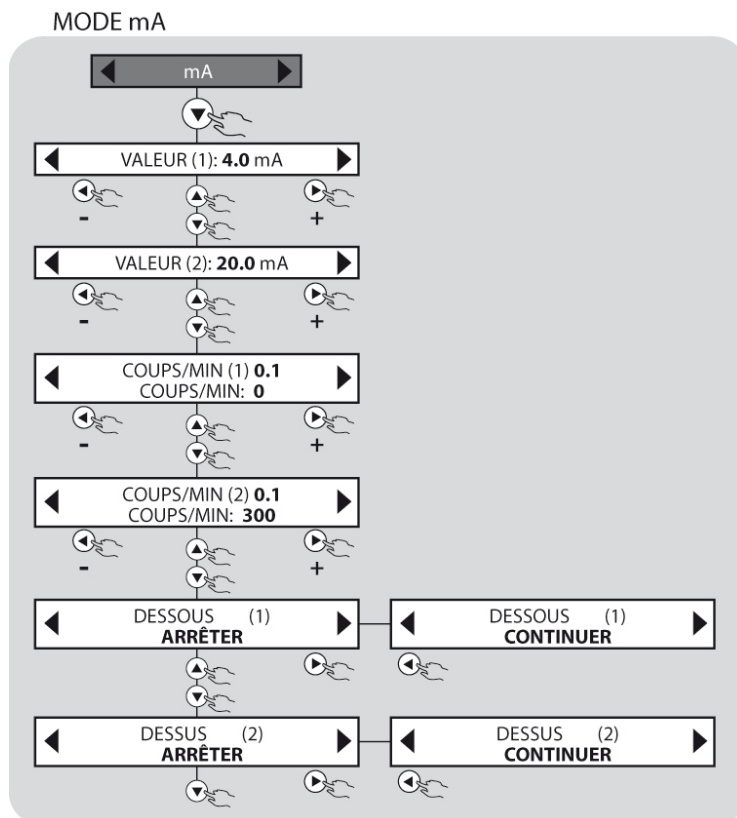 MODE mA
mA
VALEUR (1): 4.0 mA
- +
VALEUR (2): 20.0 mA
- +
COUPS/MIN (1) 0.1
COUPS/MIN: 0
- +
COUPS/MIN (2) 0.1
COUPS/MIN: 300
- +
DESSOUS (1)
ARRÊTER
DESSOUS (1)
CONTINUER
DESSUS (2)
ARRÊTER
DESSUS (2)
CONTINUER